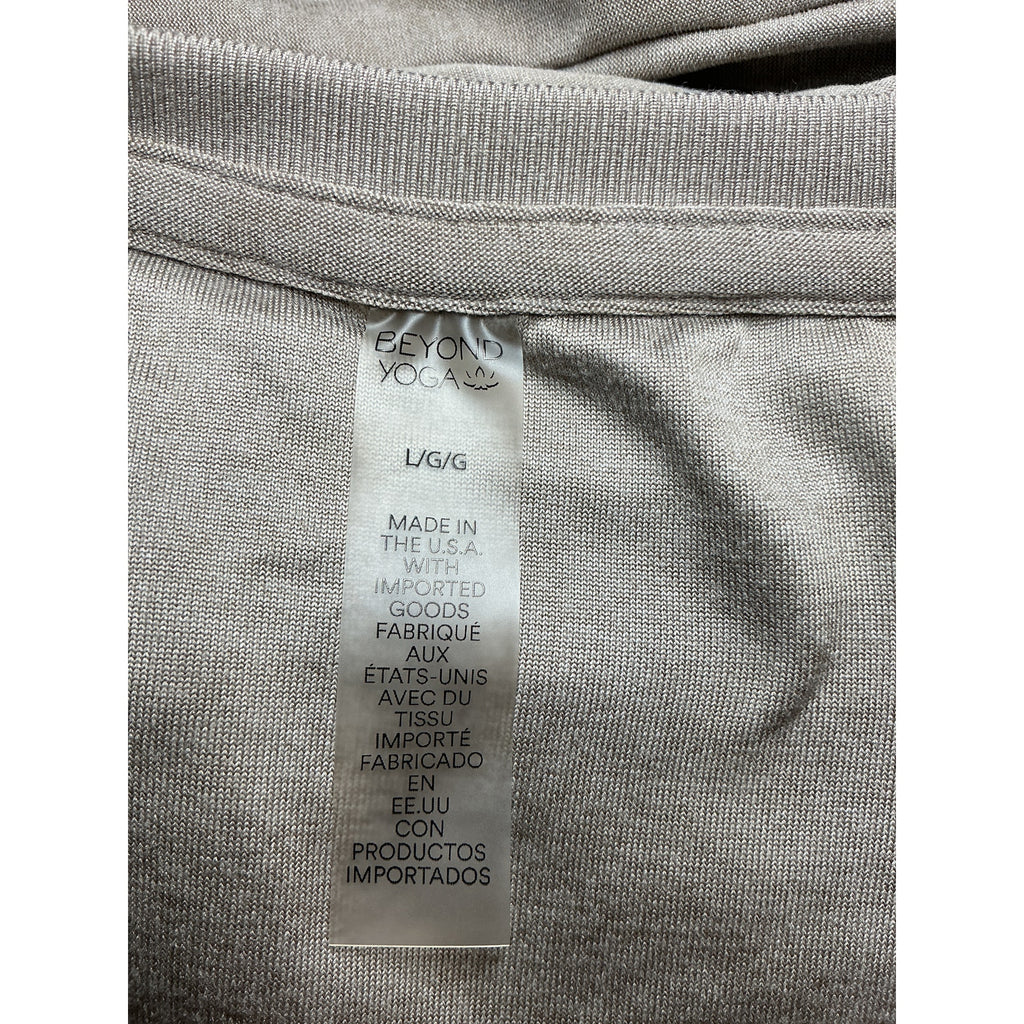 BEYOND
YOGA
L/G/G
MADE IN
THE U.S.A.
WITH
IMPORTED
GOODS
FABRIQUÉ
AUX
ÉTATS-UNIS
AVEC DU
TISSU
IMPORTÉ
FABRICADO
EN
EE.UU
CON
PRODUCTOS
IMPORTADOS